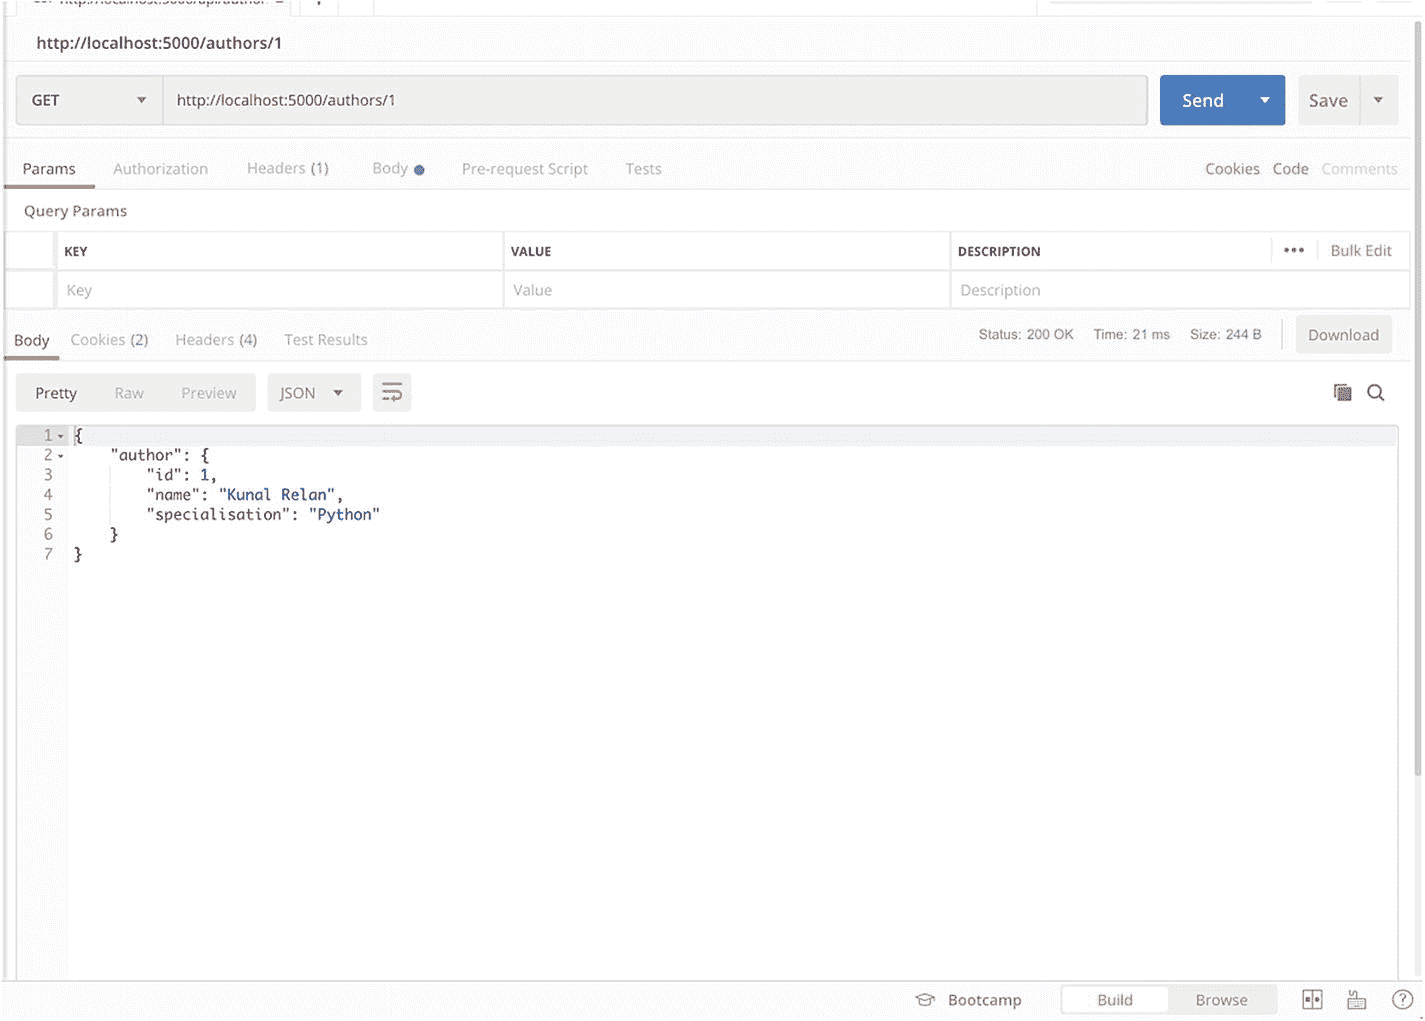 http://localhost:5000/authors/1
GET http://localhost:5000/authors/1 Send Save
Params Authorization Headers (1) Body Pre-request Script Tests Cookies Code Comments
Query Params
KEY VALUE DESCRIPTION ••• Bulk Edit
Key Value Description
Body Cookies (2) Headers (4) Test Results Status: 200 OK Time: 21 ms Size: 244 B Download
Pretty Raw Preview JSON
1 {
2 "author": {
3 "id": 1,
4 "name": "Kunal Relan",
5 "specialisation": "Python"
6 }
7 }
Bootcamp Build Browse ?